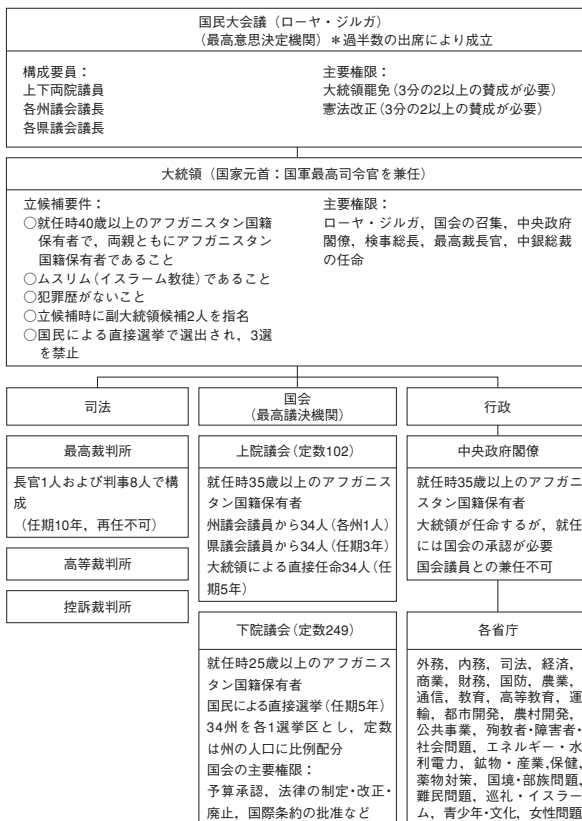 国民大会議（ローヤ・ジルガ）
（最高意思決定機関）＊過半数の出席により成立
構成要員：
上下両院議員
各州議会議長
各県議会議長
主要権限：
大統領罷免（3分の2以上の賛成が必要）
憲法改正（3分の2以上の賛成が必要）
大統領（国家元首：国軍最高司令官を兼任）
立候補要件：
○就任時40歳以上のアフガニスタン国籍
保有者で，両親ともにアフガニスタン
国籍保有者であること
○ムスリム（イスラーム教徒）であること
○犯罪歴がないこと
○立候補時に副大統領候補2人を指名
○国民による直接選挙で選出され，3選
を禁止
主要権限：
ローヤ・ジルガ，国会の召集，中央政府
閣僚，検事総長，最高裁長官，中銀総裁
の任命
司法
最高裁判所
長官1人および判事8人で構
成
（任期10年，再任不可）
高等裁判所
控訴裁判所
国会
（最高議決機関）
上院議会（定数102）
就任時35歳以上のアフガニス
タン国籍保有者
州議会議員から34人（各州1人）
県議会議員から34人（任期3年）
大統領による直接任命34人（任
期5年）
下院議会（定数249）
就任時25歳以上のアフガニス
タン国籍保有者
国民による直接選挙（任期5年）
34州を各1選挙区とし，定数
は州の人口に比例配分
国会の主要権限：
予算承認，法律の制定・改正・
廃止，国際条約の批准など
行政
中央政府閣僚
就任時35歳以上のアフガニ
スタン国籍保有者
大統領が任命するが，就任
には国会の承認が必要
国会議員との兼任不可
各省庁
外務，内務，司法，経済，
商業，財務，国防，農業，
通信，教育，高等教育，運
輸，都市開発，農村開発，
公共事業，殉教者・障害者・
社会問題，エネルギー・水
利電力，鉱物・産業，保健，
薬物対策，国境・部族問題，
難民問題，巡礼・イスラー
ム，青少年・文化，女性問題